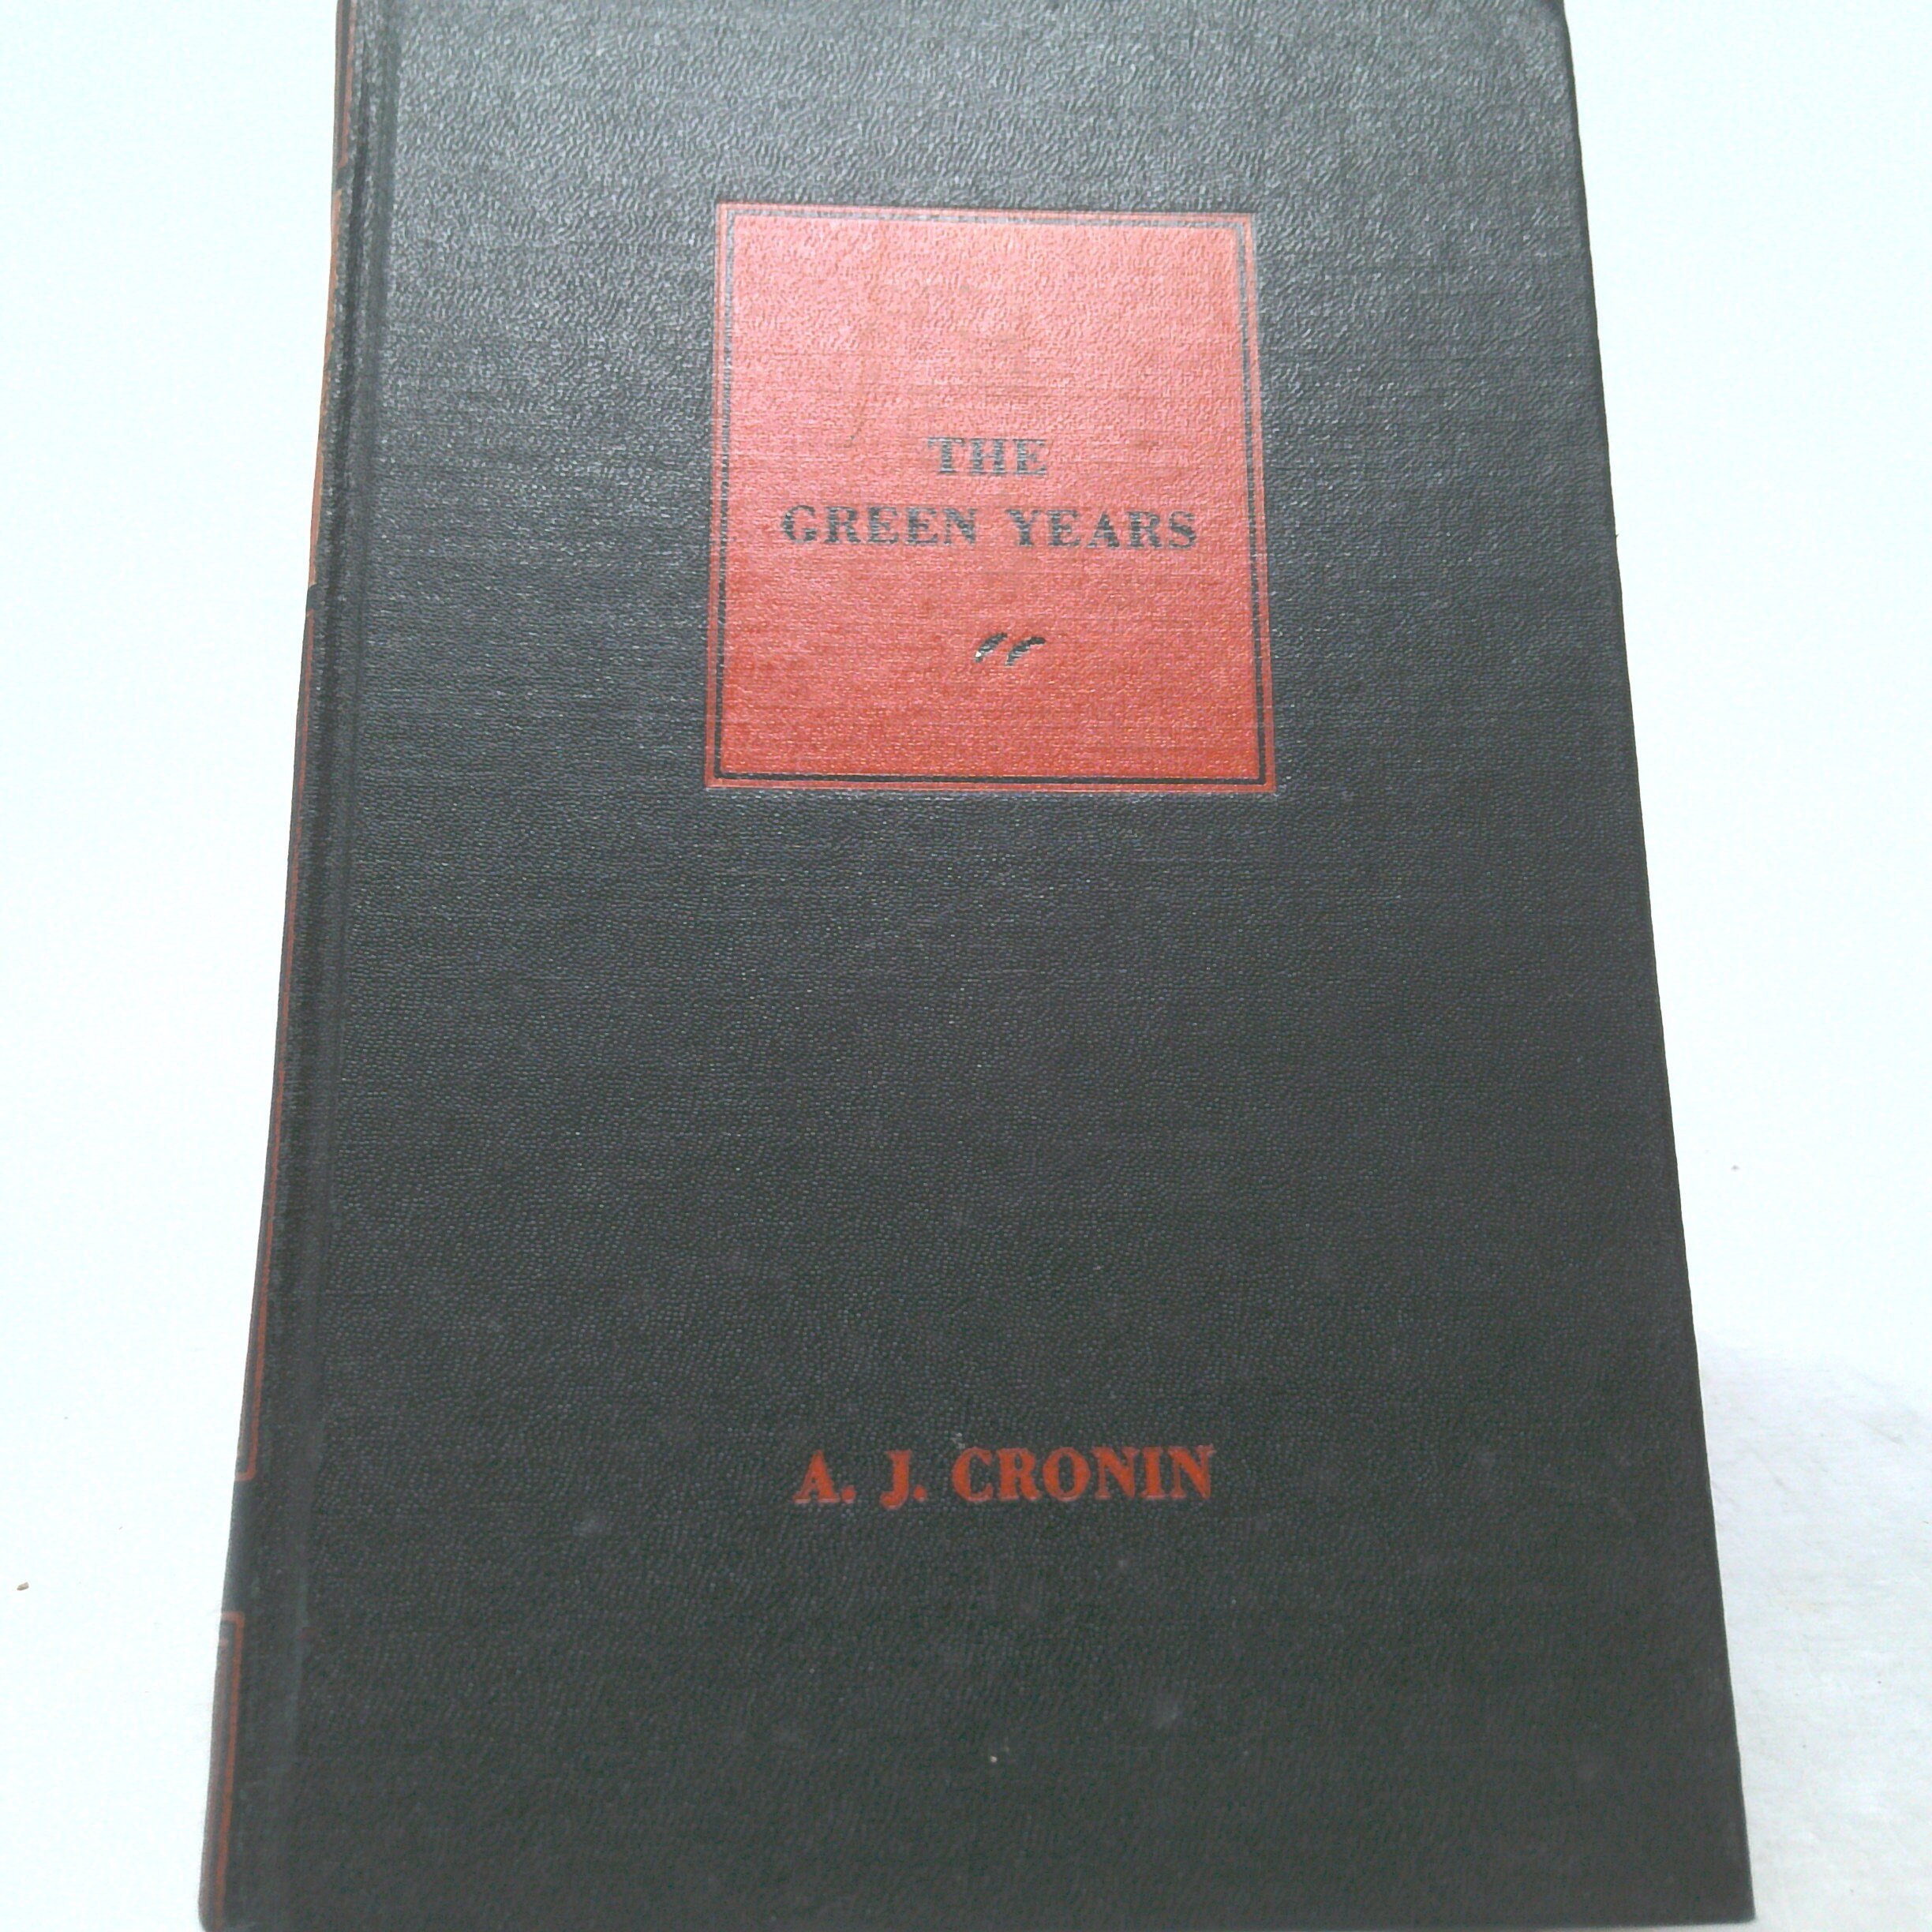 THE
GREEN YEARS
A. J. CRONIN